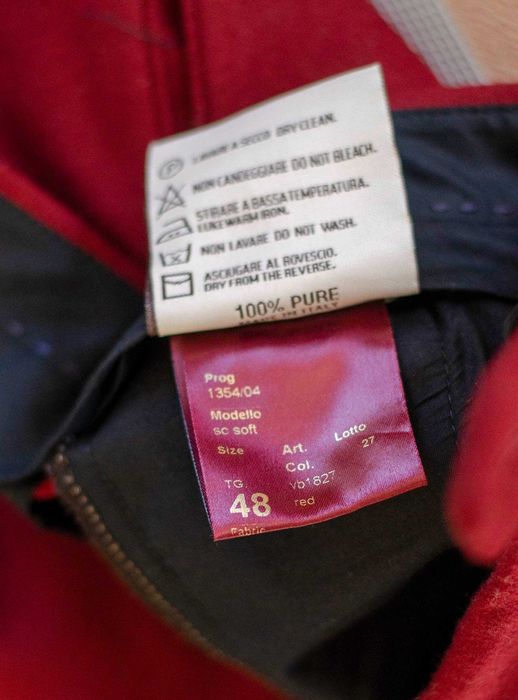 LAVARE A SECCO DRY CLEAN.
NON CANDEGGIARE DO NOT BLEACH.
STIRARE A BASSA TEMPERATURA.
LUKEWARM IRON.
NON LAVARE DO NOT WASH.
ASCIUGARE AL ROVESCIO.
DRY FROM THE REVERSE.
100% PURE
MADE IN ITALY
Prog
1354/04
Modello
sc soft
Size
Art. Lotto
Col. 27
TG. vb1827
48 red
Fabric